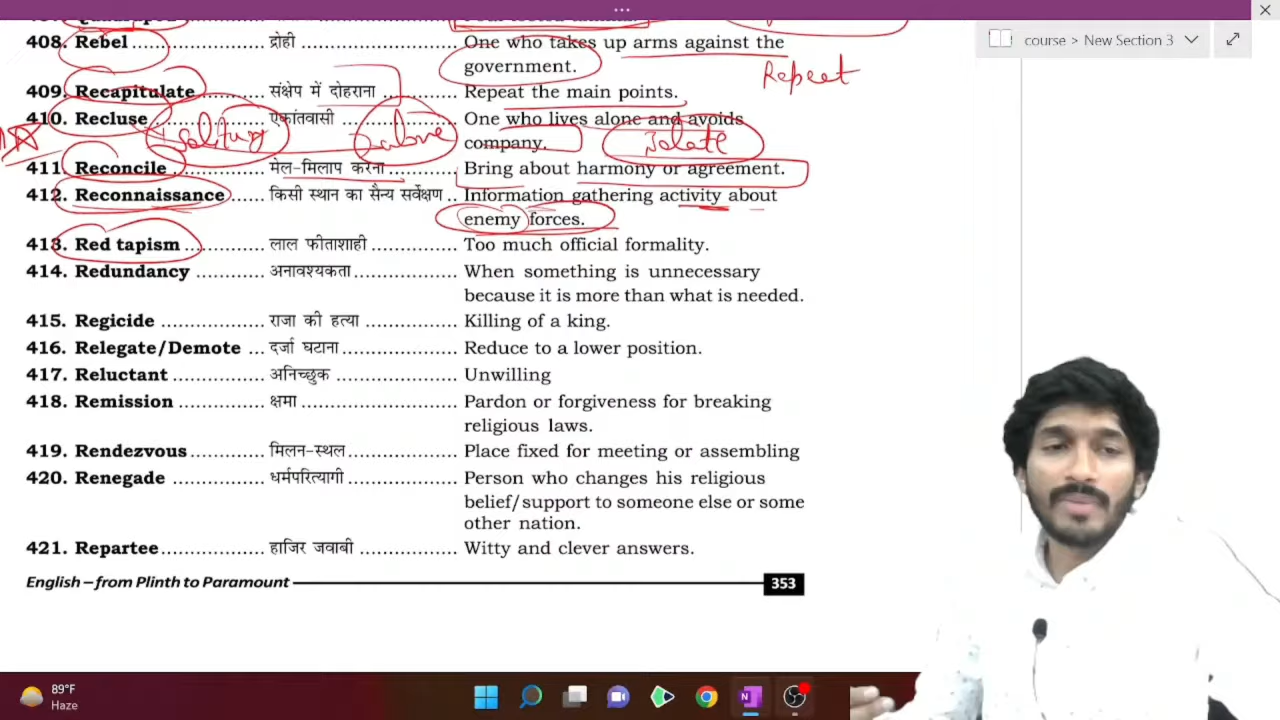 course > New Section 3
408. Rebel ........................ द्रोही ............................ One who takes up arms against the
government.
Repeat
409. Recapitulate ........... संक्षेप में दोहराना ............. Repeat the main points.
410. Recluse .................... एकांतवासी .................... One who lives alone and avoids
Solitary alone Isolate
company.
411. Reconcile ................ मेल-मिलाप करना ............ Bring about harmony or agreement.
412. Reconnaissance ...... किसी स्थान का सैन्य सर्वेक्षण .. Information gathering activity about
enemy forces.
413. Red tapism .............. लाल फीताशाही ............... Too much official formality.
414. Redundancy ............ अनावश्यकता .................. When something is unnecessary
because it is more than what is needed.
415. Regicide ................... राजा की हत्या ................ Killing of a king.
416. Relegate/Demote ... दर्जा घटाना .................... Reduce to a lower position.
417. Reluctant ................. अनिच्छुक ...................... Unwilling
418. Remission ................ क्षमा ............................. Pardon or forgiveness for breaking
religious laws.
419. Rendezvous ............. मिलन-स्थल .................... Place fixed for meeting or assembling
420. Renegade ................. धर्मपरित्यागी .................... Person who changes his religious
belief/support to someone else or some
other nation.
421. Repartee ................... हाजिर जवाबी ................. Witty and clever answers.
English – from Plinth to Paramount 353
89°F
Haze